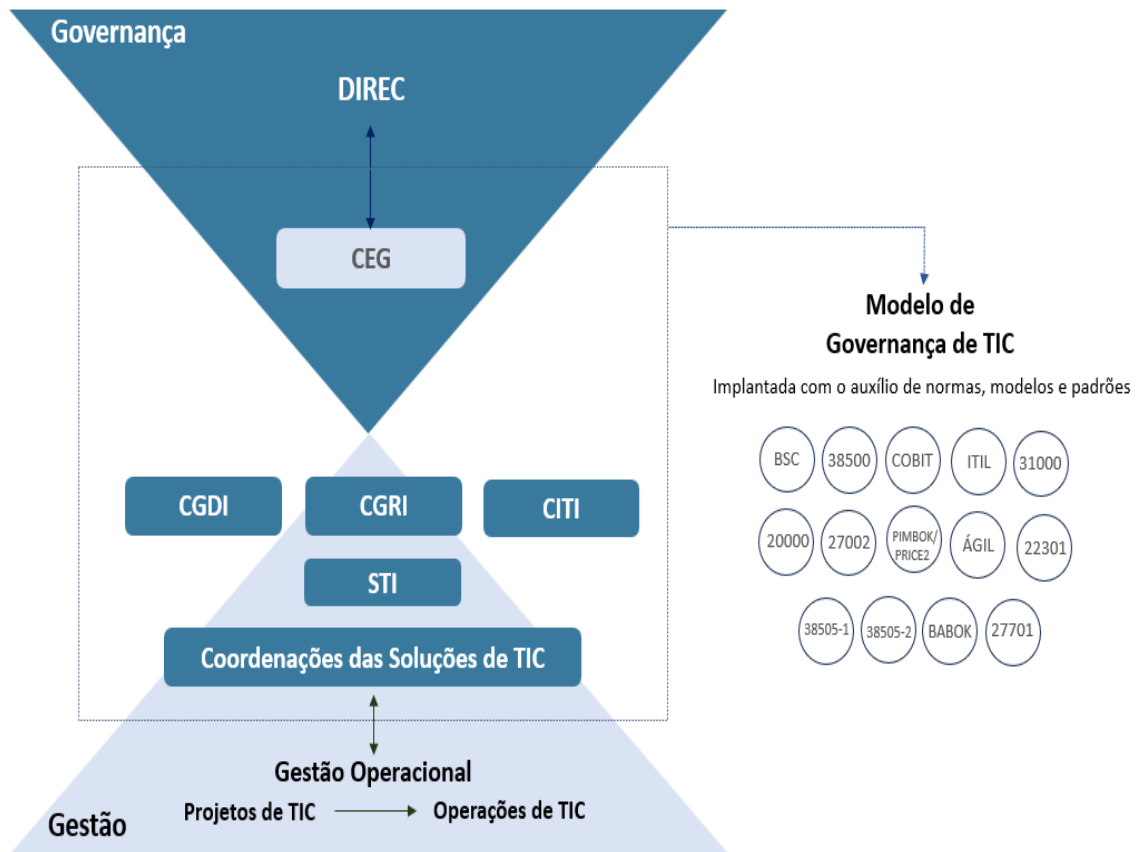 Governança
DIREC
CEG
CGDI
CGRI
CITI
STI
Coordenações das Soluções de TIC
Gestão Operacional
Projetos de TIC
Operações de TIC
Gestão
Modelo de
Governança de TIC
Implantada com o auxílio de normas, modelos e padrões
BSC
38500
COBIT
ITIL
31000
20000
27002
PIMBOK/
PRICE2
ÁGIL
22301
38505-1
38505-2
BABOK
27701